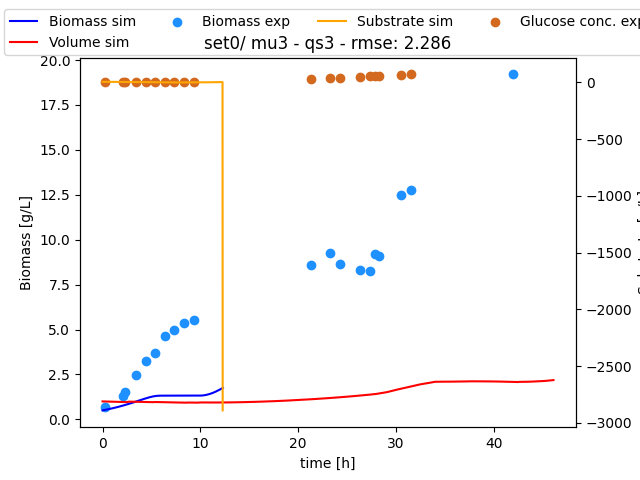 Biomass sim
Biomass exp
Substrate sim
Glucose conc. exp
Volume sim
set0/ mu3 - qs3 - rmse: 2.286
20.0
17.5
15.0
12.5
10.0
7.5
5.0
2.5
0.0
Biomass [g/L]
0
10
20
30
40
time [h]
0
−500
−1000
−1500
−2000
−2500
−3000